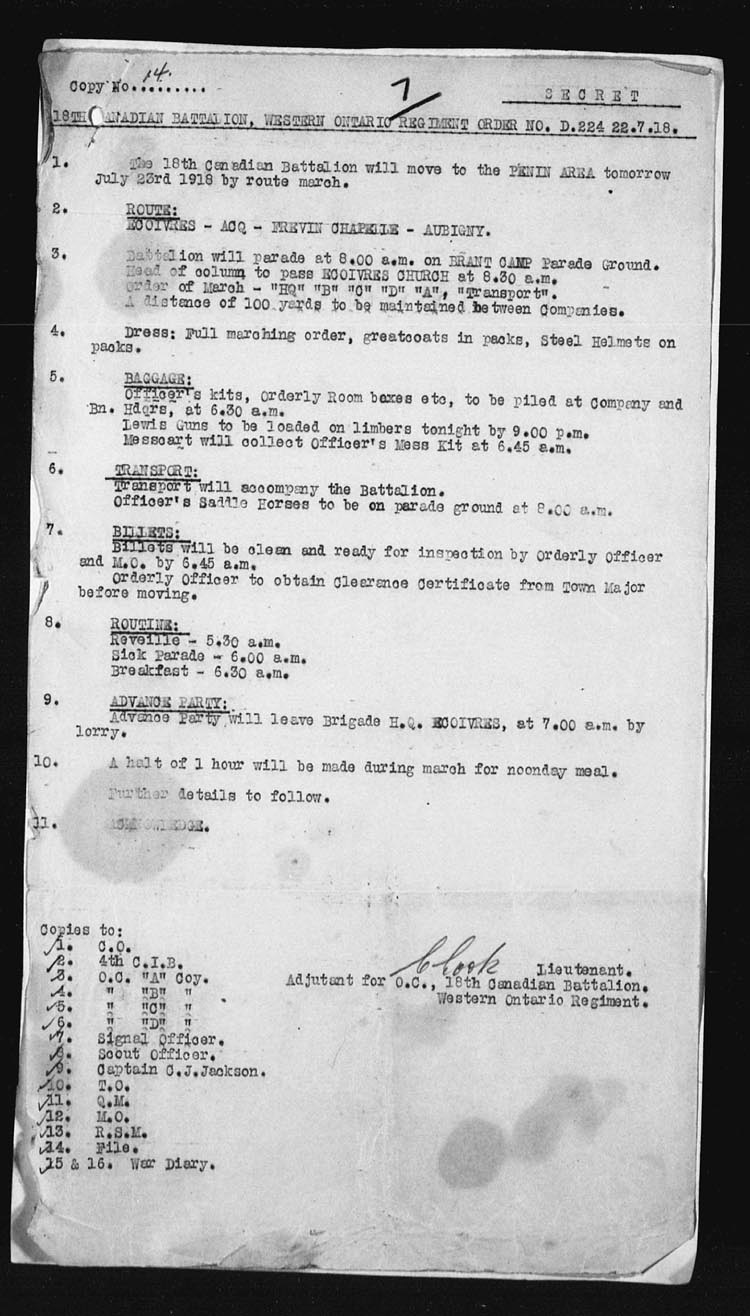 Copy No. 14.
7
SECRET
18TH CANADIAN BATTALION, WESTERN ONTARIO REGIMENT ORDER NO. D.224 22.7.18.
1. The 18th Canadian Battalion will move to the PENIN AREA tomorrow
July 23rd 1918 by route march.
2. ROUTE:
ECOIVRES - ACQ - FREVIN CHAPELLE - AUBIGNY.
3. Battalion will parade at 8.00 a.m. on BRANT CAMP Parade Ground.
Head of column to pass ECOIVRES CHURCH at 8.30 a.m.
Order of March - "HQ" "B" "C" "D" "A", "Transport".
A distance of 100 yards to be maintained between Companies.
4. Dress: Full marching order, greatcoats in packs, Steel Helmets on
packs.
5. BAGGAGE:
Officer's kits, Orderly Room boxes etc, to be piled at Company and
Bn. Hdqrs, at 6.30 a.m.
Lewis Guns to be loaded on limbers tonight by 9.00 p.m.
Messcart will collect Officer's Mess Kit at 6.45 a.m.
6. TRANSPORT:
Transport will accompany the Battalion.
Officer's Saddle Horses to be on parade ground at 8.00 a.m.
7. BILLETS:
Billets will be clean and ready for inspection by Orderly Officer
and M.O. by 6.45 a.m.
Orderly Officer to obtain Clearance Certificate from Town Major
before moving.
8. ROUTINE:
Reveille - 5.30 a.m.
Sick Parade - 6.00 a.m.
Breakfast - 6.30 a.m.
9. ADVANCE PARTY:
Advance Party will leave Brigade H.Q. ECOIVRES, at 7.00 a.m. by
lorry.
10. A halt of 1 hour will be made during march for noonday meal.
Further details to follow.
11. ACKNOWLEDGE.
Copies to:
1. C.O.
2. 4th C.I.B.
3. O.C. "A" Coy.
4. " "B" "
5. " "C" "
6. " "D" "
7. Signal Officer.
8. Scout Officer.
9. Captain C.J.Jackson.
10. T.O.
11. Q.M.
12. M.O.
13. R.S.M.
14. File.
15 & 16. War Diary.
Lieutenant.
Adjutant for O.C., 18th Canadian Battalion.
Western Ontario Regiment.